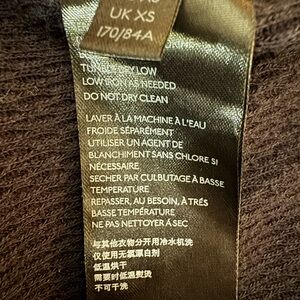 UK XS
170/84A
TUMBLE DRY LOW
LOW IRON AS NEEDED
DO NOT DRY CLEAN
LAVER À LA MACHINE À L'EAU
FROIDE SÉPARÉMENT
UTILISER UN AGENT DE
BLANCHIMENT SANS CHLORE SI
NÉCESSAIRE
SECHER PAR CULBUTAGE À BASSE
TEMPERATURE
REPASSER, AU BESOIN, À TRÉS
BASSE TEMPÉRATURE
NE PAS NETTOYER À SEC
与其他衣物分开用冷水机洗
仅使用无氯漂白剂
低温烘干
需要时低温熨烫
不可干洗